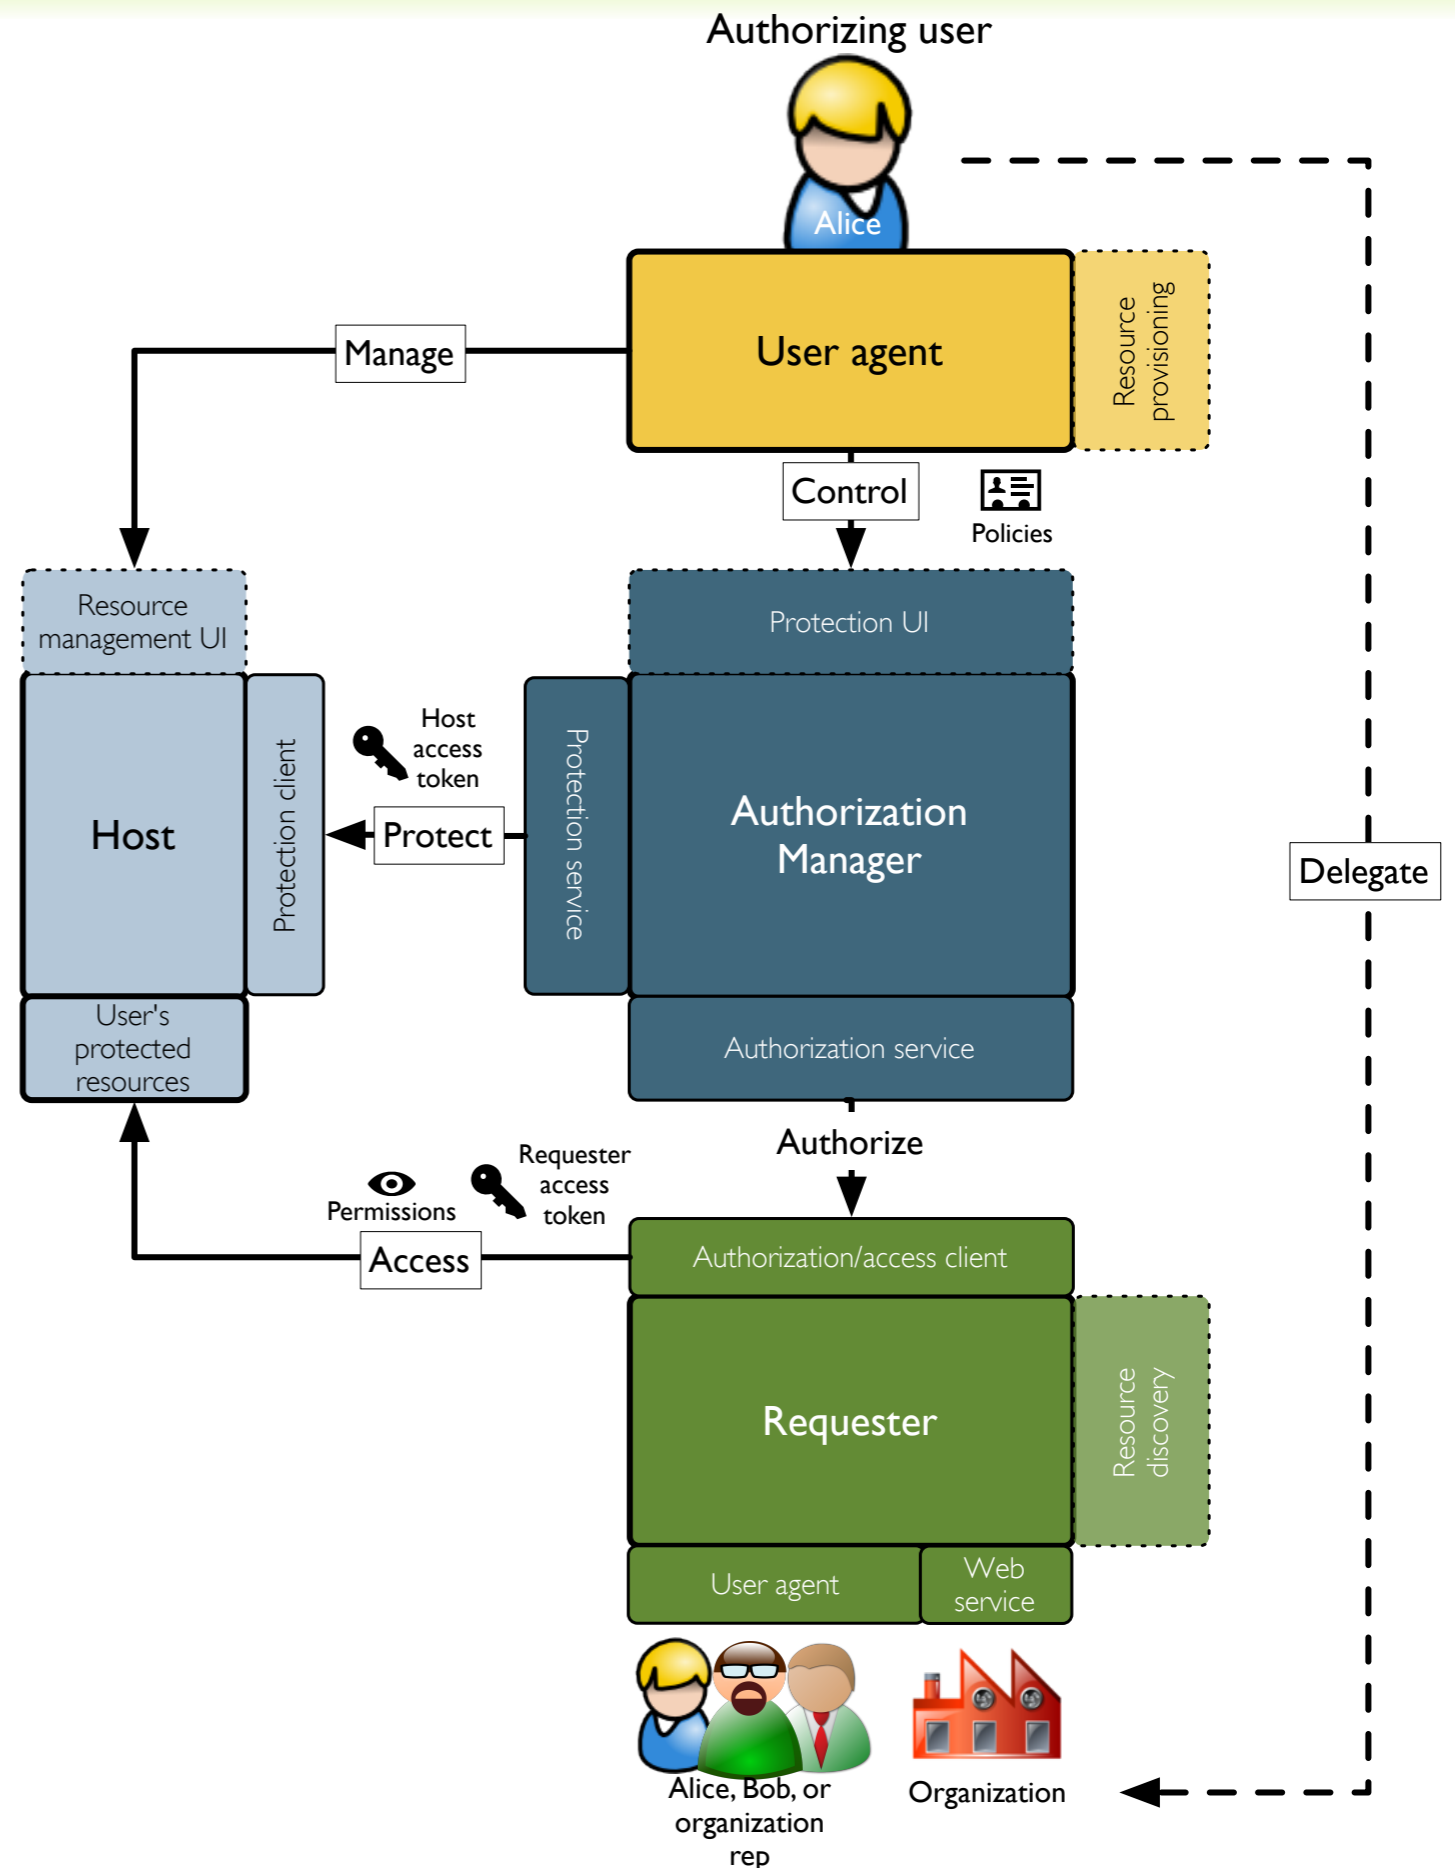 Authorizing user
Alice
User agent
Resource
provisioning
Manage
Control
Policies
Resource
management UI
Protection UI
Host
Protection client
Host
access
token
Protect
Protection service
Authorization
Manager
Delegate
User's
protected
resources
Authorization service
Authorize
Permissions
Requester
access
token
Access
Authorization/access client
Requester
Resource
discovery
User agent
Web
service
Alice, Bob, or
organization
rep
Organization